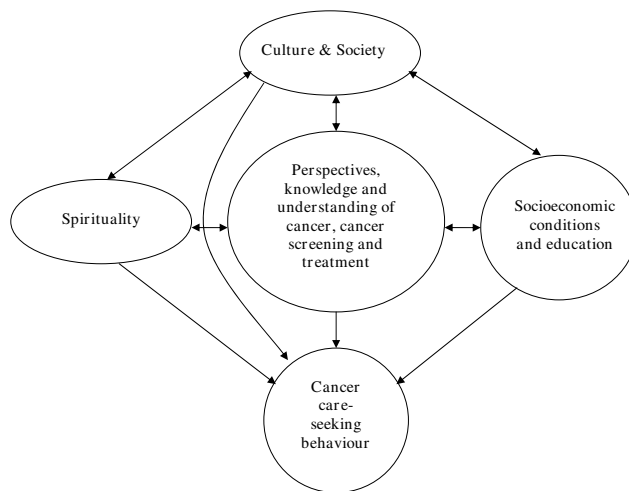 Culture & Society
Perspectives,
knowledge and
understanding of
cancer, cancer
screening and
treatment
Spirituality
Socioeconomic
conditions
and education
Cancer
care-
seeking
behaviour